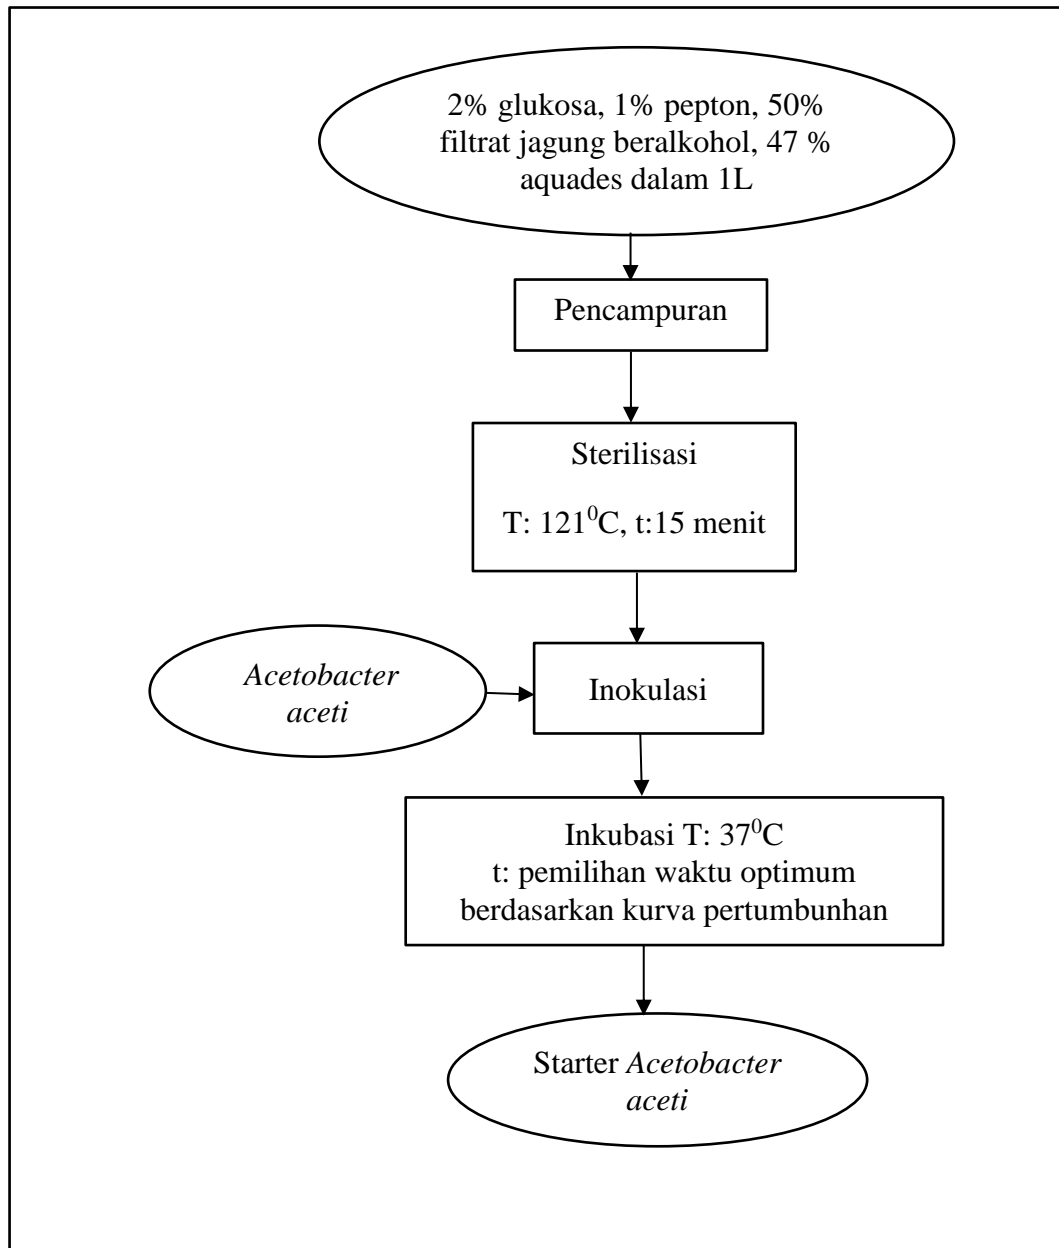 2% glukosa, 1% pepton, 50%
filtrat jagung beralkohol, 47 %
aquades dalam 1L
Pencampuran
Sterilisasi
T: 121⁰C, t:15 menit
Acetobacter
aceti
Inokulasi
Inkubasi T: 37⁰C
t: pemilihan waktu optimum
berdasarkan kurva pertumbunhan
Starter Acetobacter
aceti